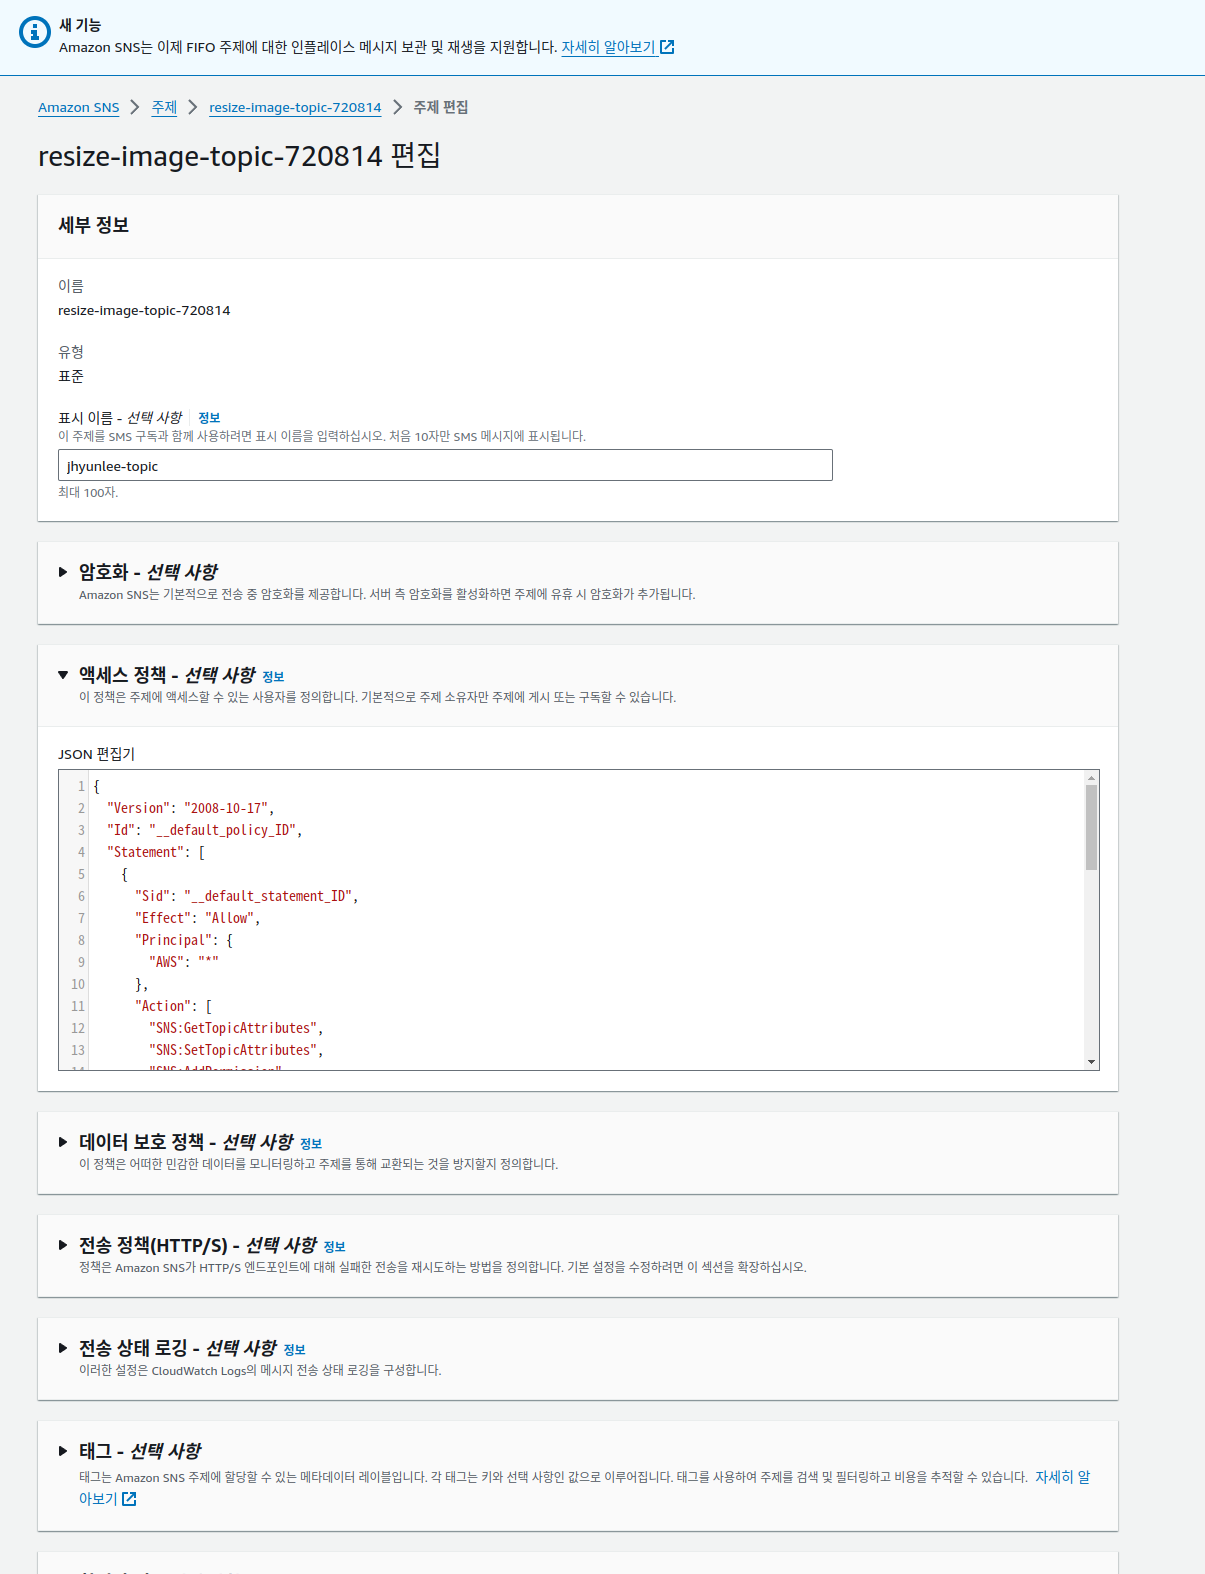 새 기능
Amazon SNS는 이제 FIFO 주제에 대한 인플레이스 메시지 보관 및 재생을 지원합니다. 자세히 알아보기
Amazon SNS > 주제 > resize-image-topic-720814 > 주제 편집
resize-image-topic-720814 편집
세부 정보
이름
resize-image-topic-720814
유형
표준
표시 이름 - 선택 사항 정보
이 주제를 SMS 구독과 함께 사용하려면 표시 이름을 입력하십시오. 처음 10자만 SMS 메시지에 표시됩니다.
jhyunlee-topic
최대 100자.
암호화 - 선택 사항
Amazon SNS는 기본적으로 전송 중 암호화를 제공합니다. 서버 측 암호화를 활성화하면 주제에 유휴 시 암호화가 추가됩니다.
액세스 정책 - 선택 사항 정보
이 정책은 주제에 액세스할 수 있는 사용자를 정의합니다. 기본적으로 주제 소유자만 주제에 게시 또는 구독할 수 있습니다.
JSON 편집기
1 {
2 "Version": "2008-10-17",
3 "Id": "__default_policy_ID",
4 "Statement": [
5 {
6 "Sid": "__default_statement_ID",
7 "Effect": "Allow",
8 "Principal": {
9 "AWS": "*"
10 },
11 "Action": [
12 "SNS:GetTopicAttributes",
13 "SNS:SetTopicAttributes",
14 "SNS:AddPermission"
데이터 보호 정책 - 선택 사항 정보
이 정책은 어떠한 민감한 데이터를 모니터링하고 주제를 통해 교환되는 것을 방지할지 정의합니다.
전송 정책(HTTP/S) - 선택 사항 정보
정책은 Amazon SNS가 HTTP/S 엔드포인트에 대해 실패한 전송을 재시도하는 방법을 정의합니다. 기본 설정을 수정하려면 이 섹션을 확장하십시오.
전송 상태 로깅 - 선택 사항 정보
이러한 설정은 CloudWatch Logs의 메시지 전송 상태 로깅을 구성합니다.
태그 - 선택 사항
태그는 Amazon SNS 주제에 할당할 수 있는 메타데이터 레이블입니다. 각 태그는 키와 선택 사항인 값으로 이루어집니다. 태그를 사용하여 주제를 검색 및 필터링하고 비용을 추적할 수 있습니다. 자세히 알
아보기